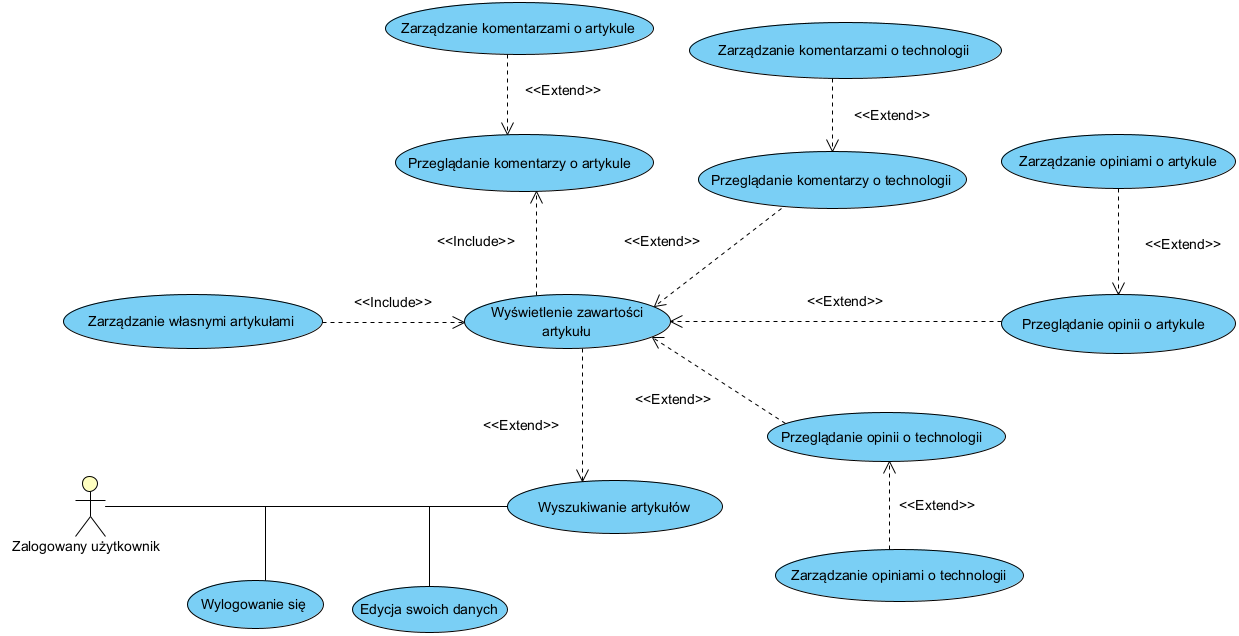 Zarządzanie komentarzami o artykule
Zarządzanie komentarzami o technologii
<<Extend>>
<<Extend>>
Przeglądanie komentarzy o artykule
Zarządzanie opiniami o artykule
Przeglądanie komentarzy o technologii
<<Include>>
<<Extend>>
<<Extend>>
<<Include>>
<<Extend>>
Wyświetlenie zawartości
artykułu
Zarządzanie własnymi artykułami
Przeglądanie opinii o artykule
<<Extend>>
<<Extend>>
Przeglądanie opinii o technologii
Wyszukiwanie artykułów
<<Extend>>
Zalogowany użytkownik
Zarządzanie opiniami o technologii
Wylogowanie się
Edycja swoich danych